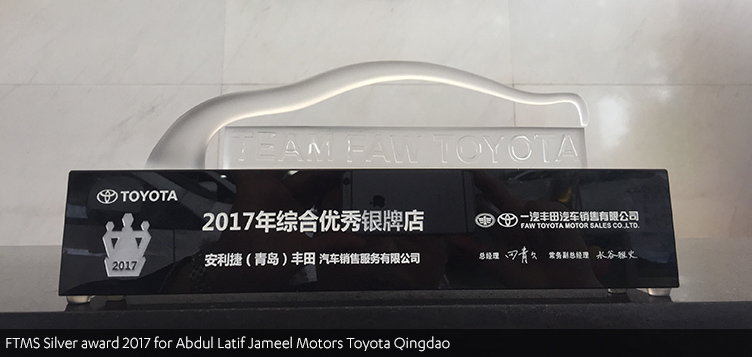 TEAM FAW TOYOTA
TOYOTA
2017
2017年综合优秀银牌店
安利捷（青岛）丰田 汽车销售服务有限公司
一汽丰田汽车销售有限公司
FAW TOYOTA MOTOR SALES CO.,LTD.
总经理 田青久 常务副总经理
FTMS Silver award 2017 for Abdul Latif Jameel Motors Toyota Qingdao